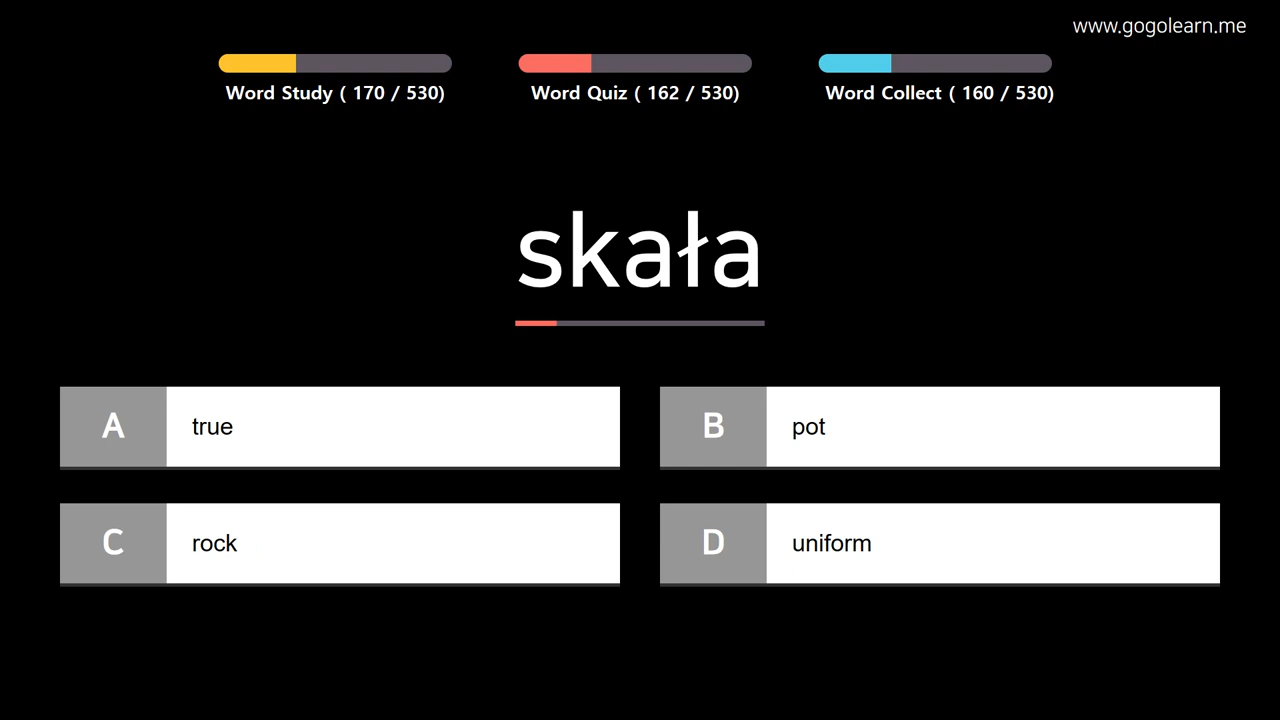 www.gogolearn.me
Word Study ( 170 / 530)
Word Quiz ( 162 / 530)
Word Collect ( 160 / 530)
skała
A true
B pot
C rock
D uniform